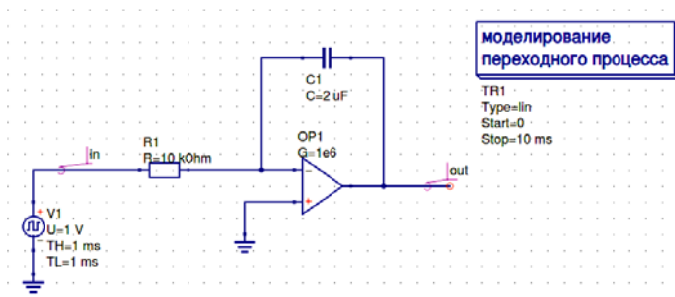 моделирование
переходного процесса
TR1
Type=lin
Start=0
Stop=10 ms
C1
C=2 uF
OP1
G=1e6
R1
R=10 kOhm
in
out
V1
U=1 V
TH=1 ms
TL=1 ms